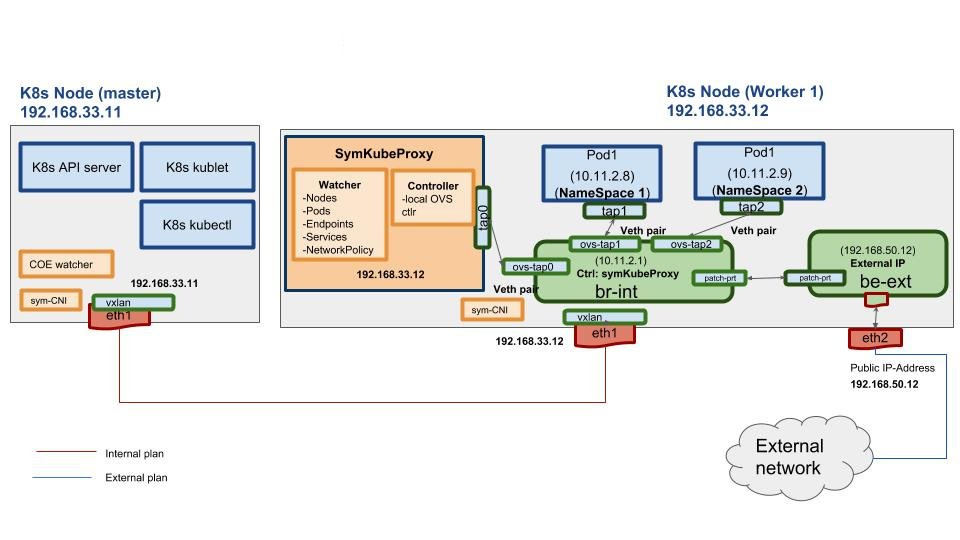 K8s Node (master)
192.168.33.11
K8s API server
K8s kublet
K8s kubectl
COE watcher
sym-CNI
192.168.33.11
vxlan
eth1
K8s Node (Worker 1)
192.168.33.12
SymKubeProxy
Watcher
-Nodes
-Pods
-Endpoints
-Services
-NetworkPolicy
Controller
-local OVS
ctlr
192.168.33.12
tap0
Pod1
(10.11.2.8)
(NameSpace 1)
tap1
Pod1
(10.11.2.9)
(NameSpace 2)
tap2
Veth pair
Veth pair
ovs-tap1
ovs-tap2
ovs-tap0
Veth pair
(10.11.2.1)
Ctrl: symKubeProxy
br-int
patch-prt
patch-prt
(192.168.50.12)
External IP
be-ext
sym-CNI
vxlan
eth1
192.168.33.12
eth2
Public IP-Address
192.168.50.12
External
network
Internal plan
External plan